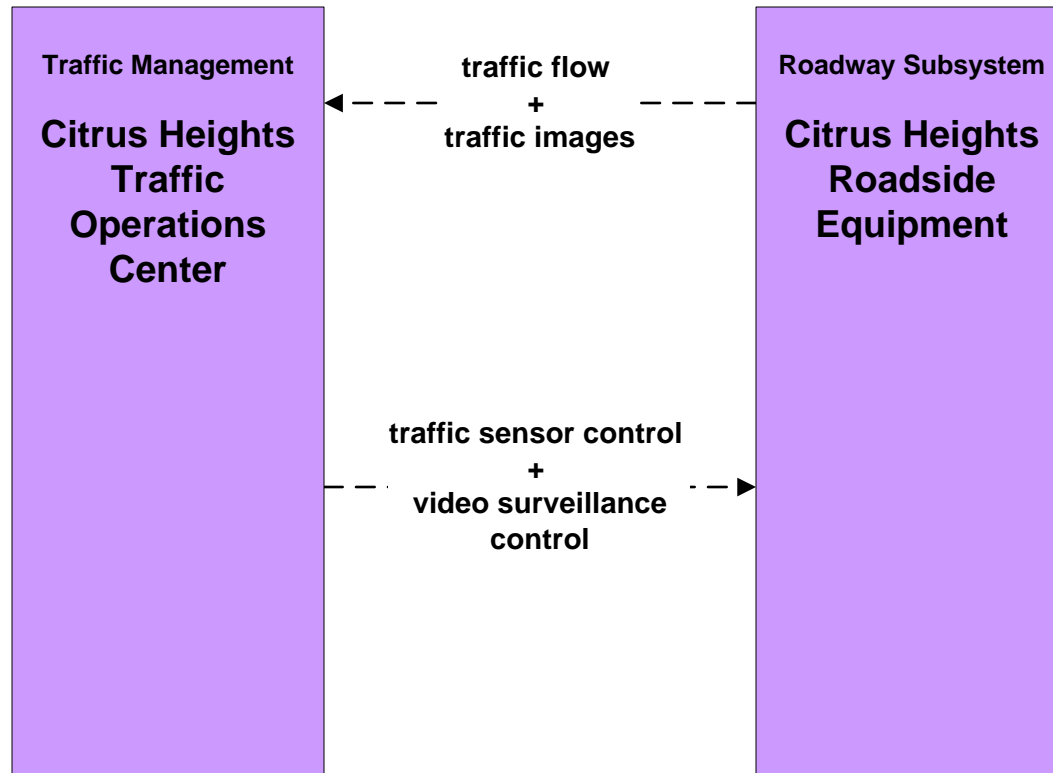 Traffic Management
Citrus Heights
Traffic
Operations
Center
traffic flow
+
traffic images
Roadway Subsystem
Citrus Heights
Roadside
Equipment
traffic sensor control
+
video surveillance
control